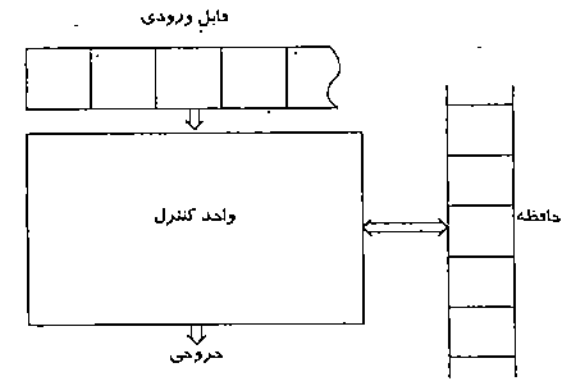 فایل ورودی
واحد کنترل
حافظه
خروجی